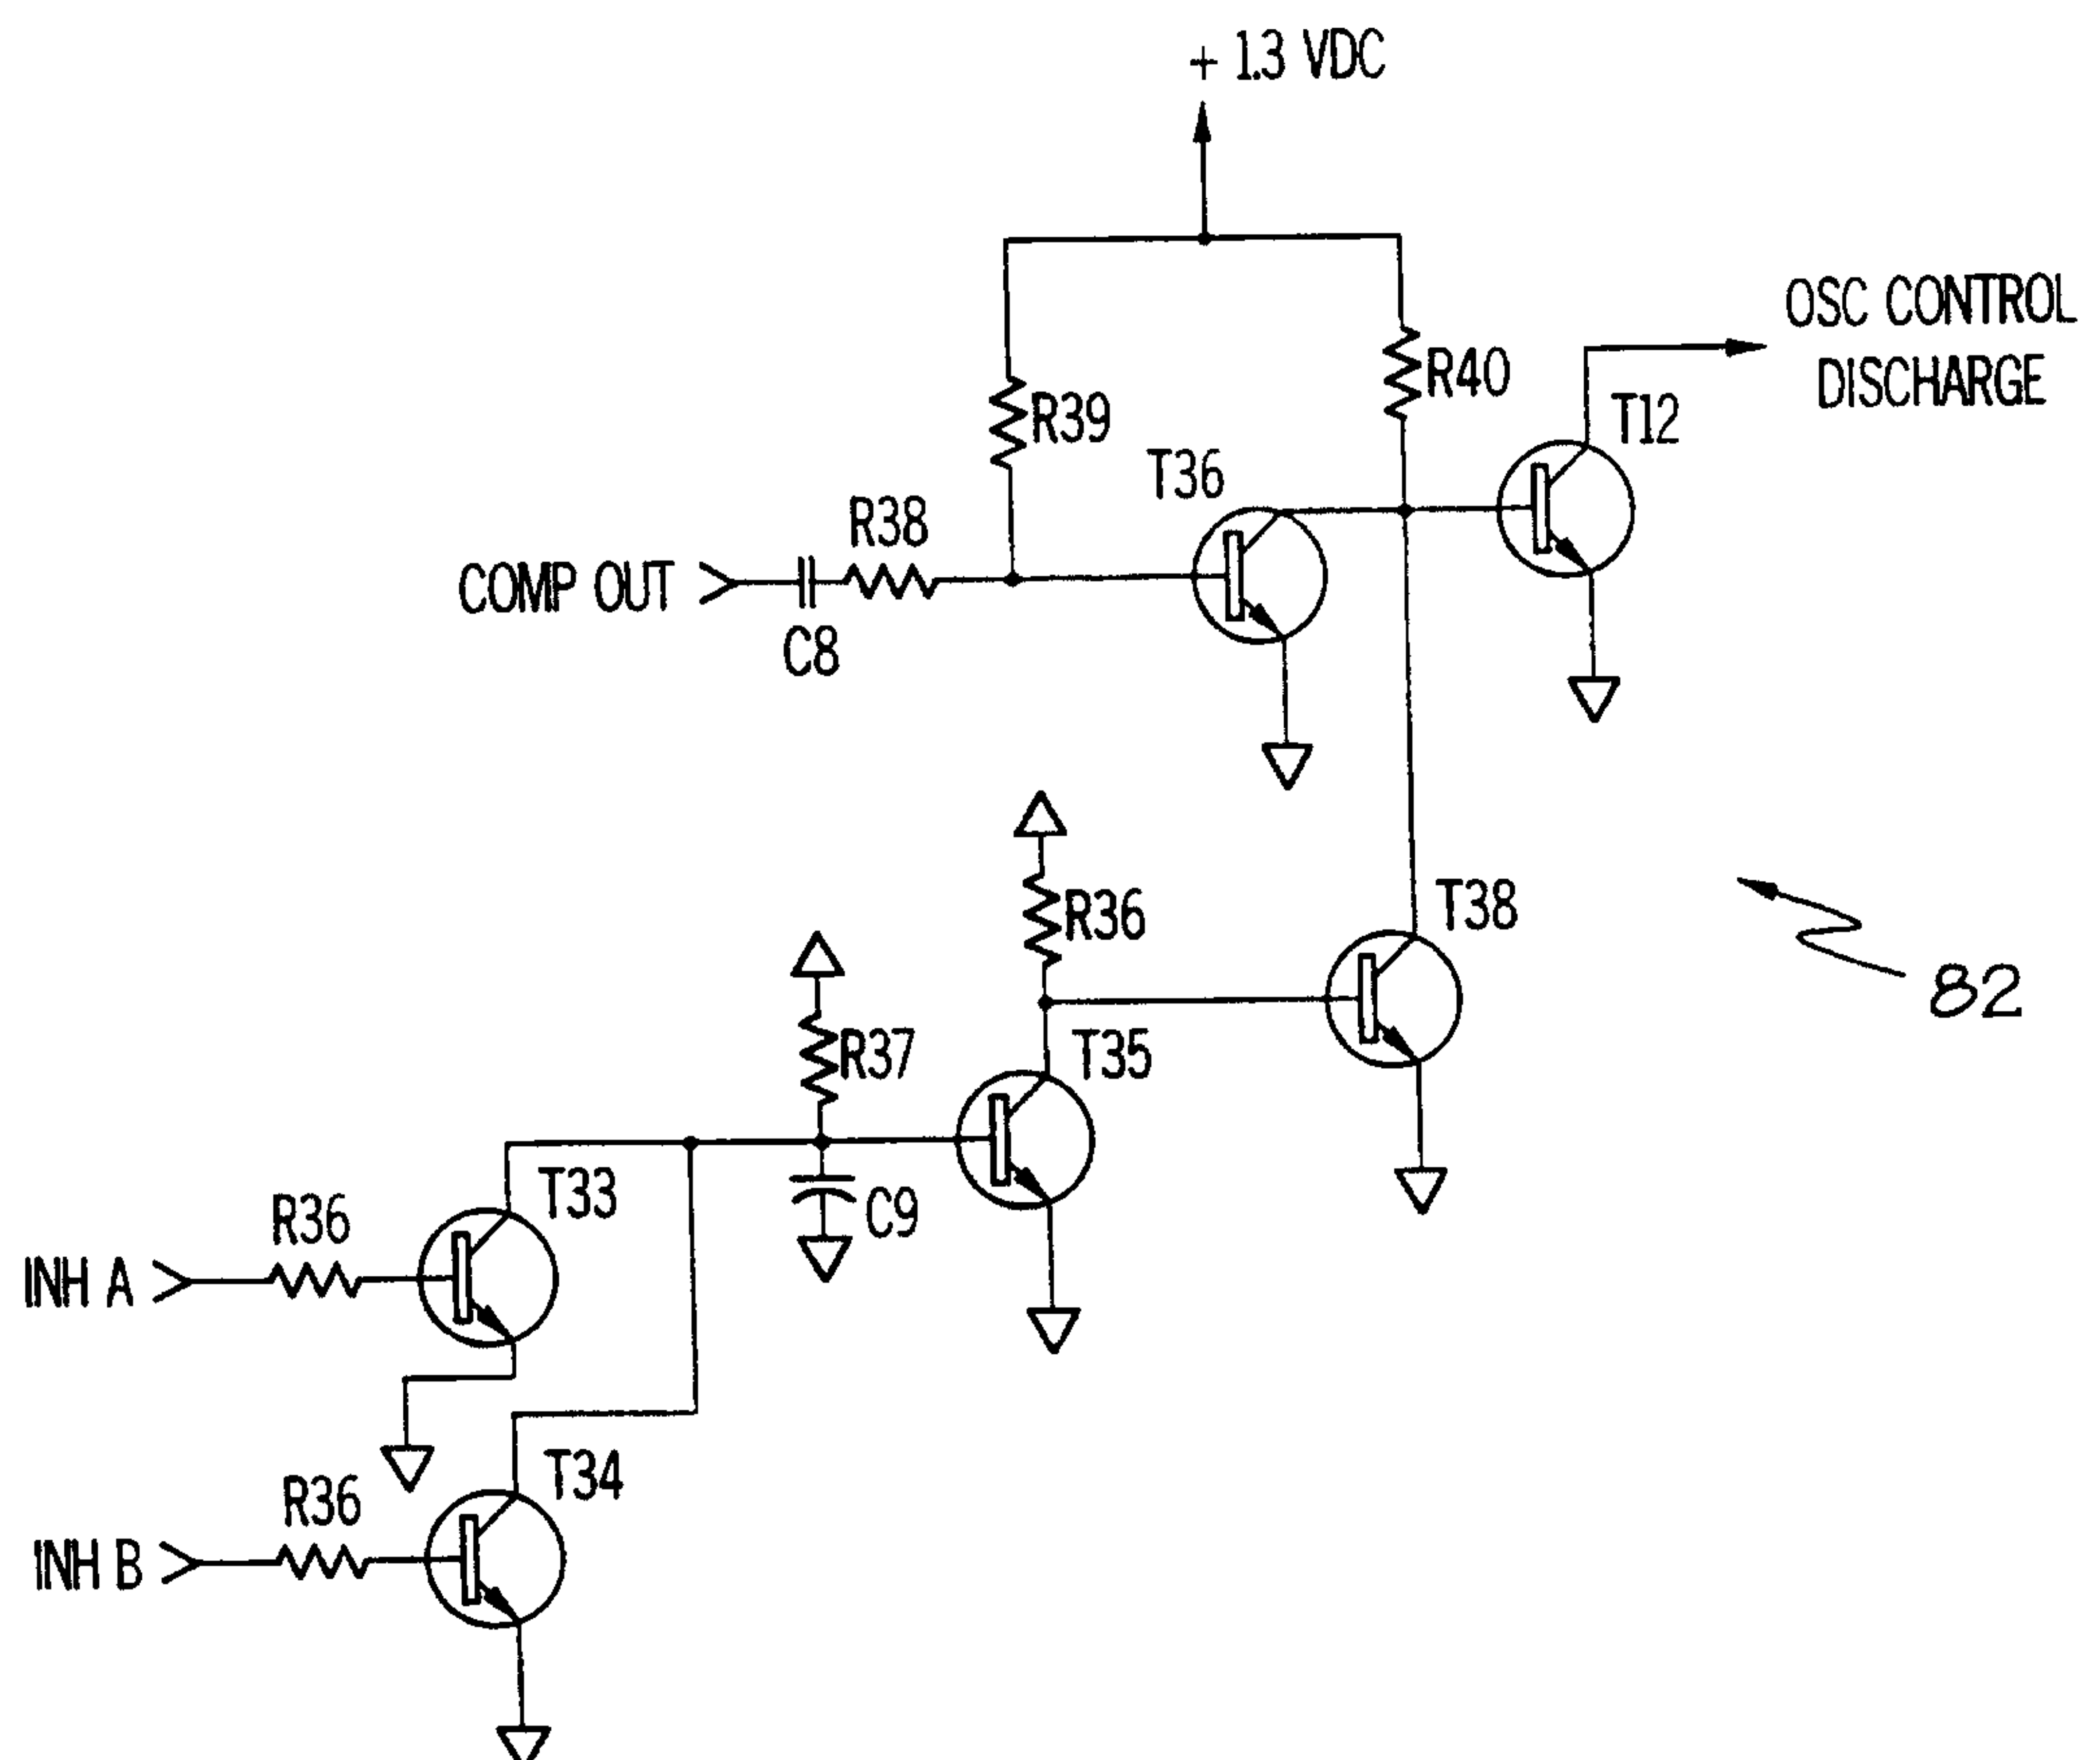 + 1.3 VDC
OSC CONTROL
DISCHARGE
R40
R39
T12
T36
R38
COMP OUT
C8
T38
R36
82
R37
T35
T33
C9
R36
INH A
T34
R36
INH B